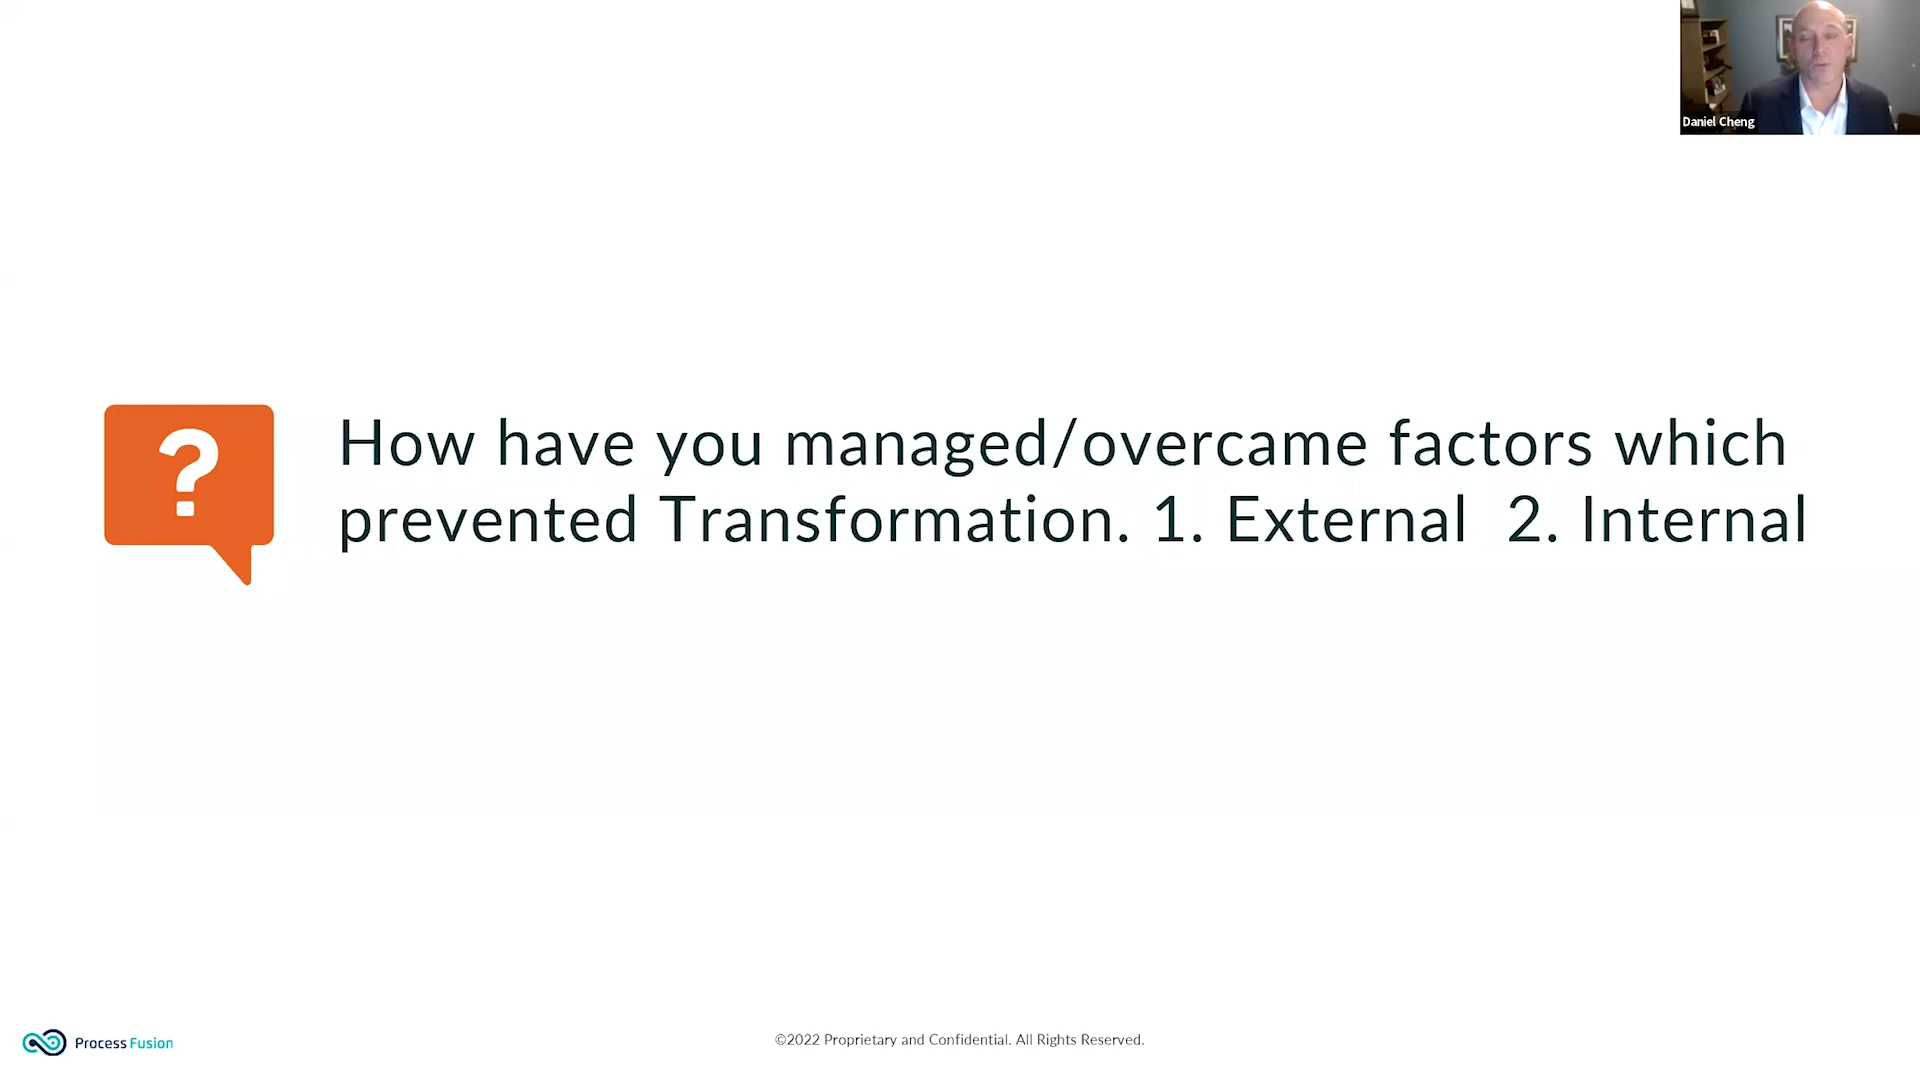 Daniel Cheng
?
How have you managed/overcame factors which
prevented Transformation. 1. External  2. Internal
Process Fusion
©2022 Proprietary and Confidential. All Rights Reserved.